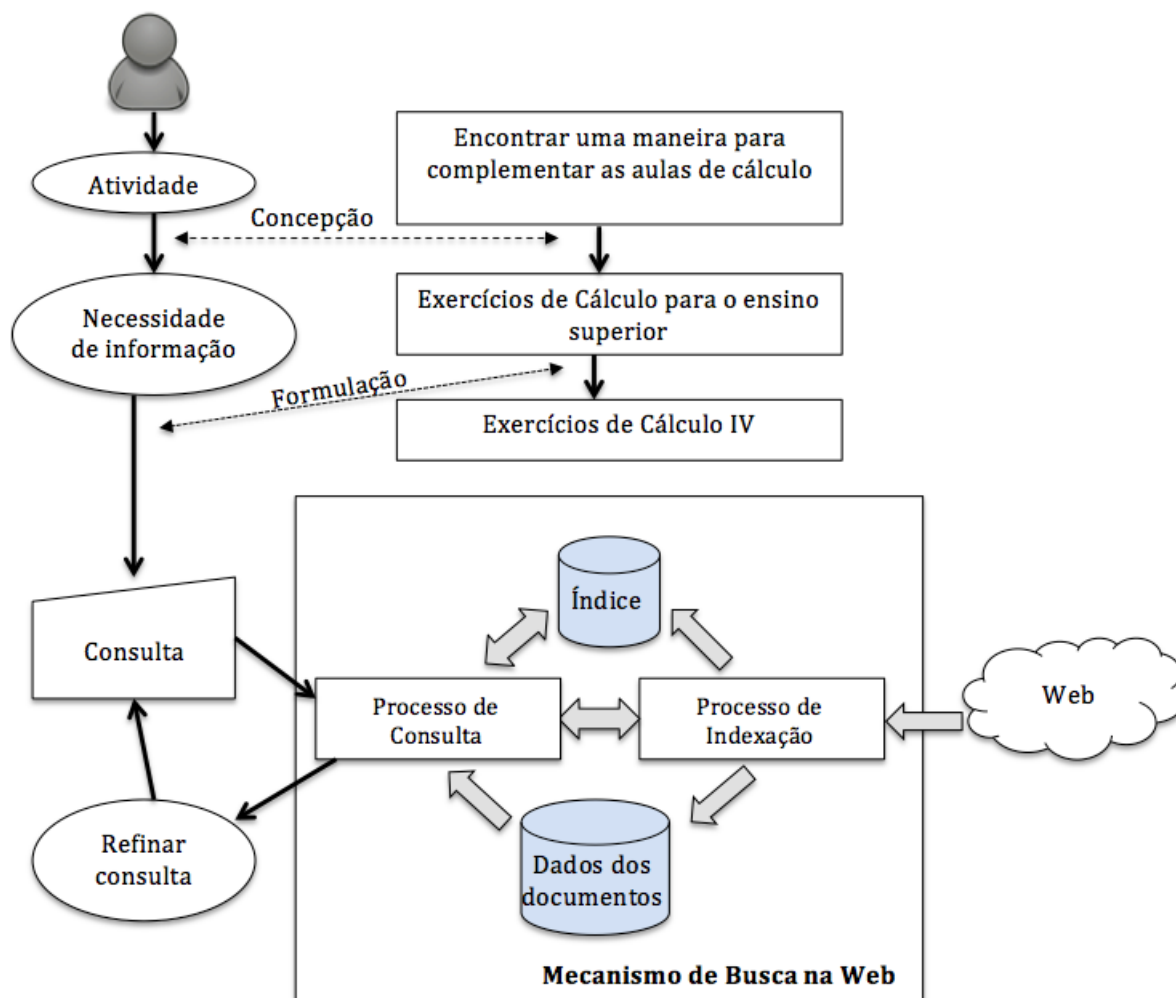 Encontrar uma maneira para
complementar as aulas de cálculo
Atividade
Concepção
Exercícios de Cálculo para o ensino
superior
Necessidade
de informação
Formulação
Exercícios de Cálculo IV
Índice
Consulta
Processo de
Consulta
Processo de
Indexação
Web
Refinar
consulta
Dados dos
documentos
Mecanismo de Busca na Web